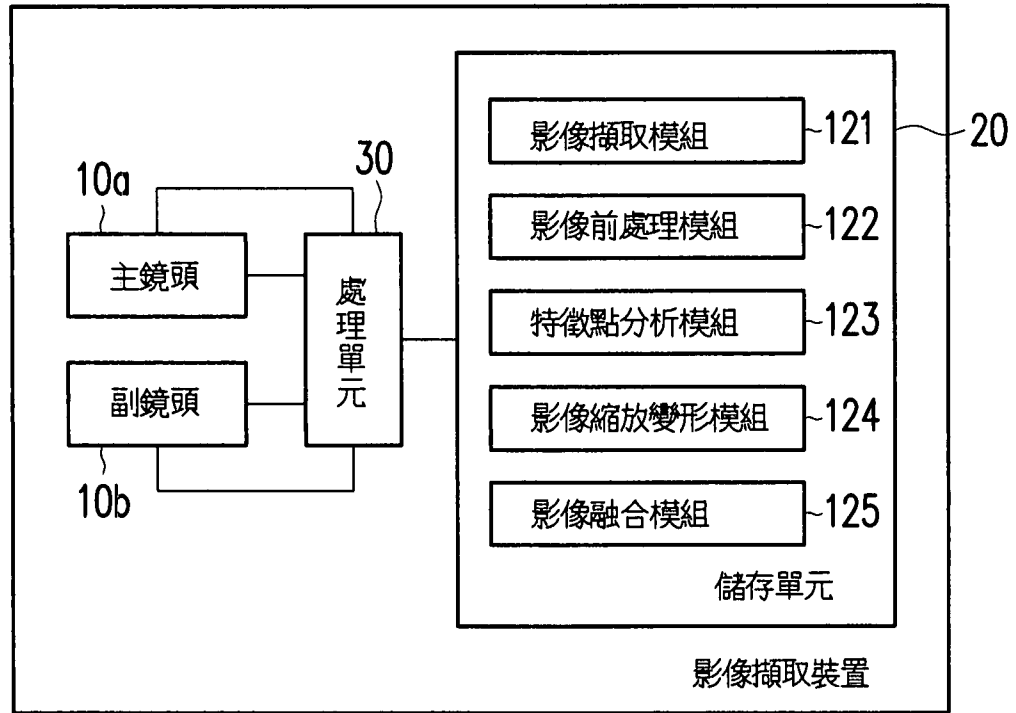 10a
主鏡頭
副鏡頭
10b
30
處理單元
影像擷取模組
121
影像前處理模組
122
特徵點分析模組
123
影像縮放變形模組
124
影像融合模組
125
儲存單元
20
影像擷取裝置